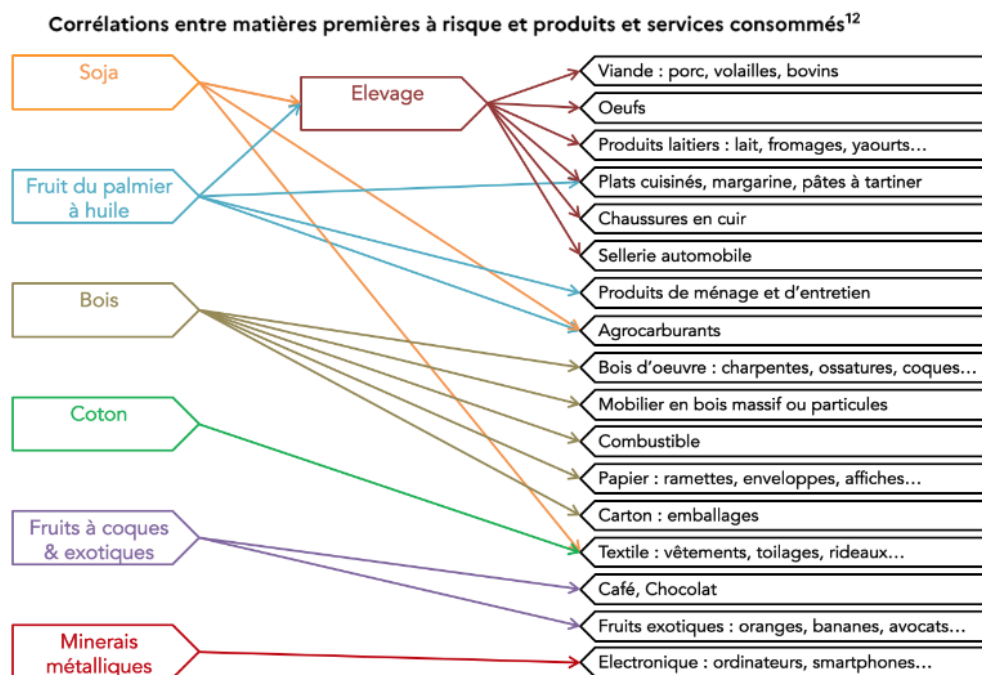 Corrélations entre matières premières à risque et produits et services consommés¹²
Soja
Elevage
Fruit du palmier
à huile
Bois
Coton
Fruits à coques
& exotiques
Minerais
métalliques
Viande : porc, volailles, bovins
Oeufs
Produits laitiers : lait, fromages, yaourts...
Plats cuisinés, margarine, pâtes à tartiner
Chaussures en cuir
Sellerie automobile
Produits de ménage et d'entretien
Agrocarburants
Bois d'oeuvre : charpentes, ossatures, coques...
Mobilier en bois massif ou particules
Combustible
Papier : ramettes, enveloppes, affiches...
Carton : emballages
Textile : vêtements, toilages, rideaux...
Café, Chocolat
Fruits exotiques : oranges, bananes, avocats...
Electronique : ordinateurs, smartphones...